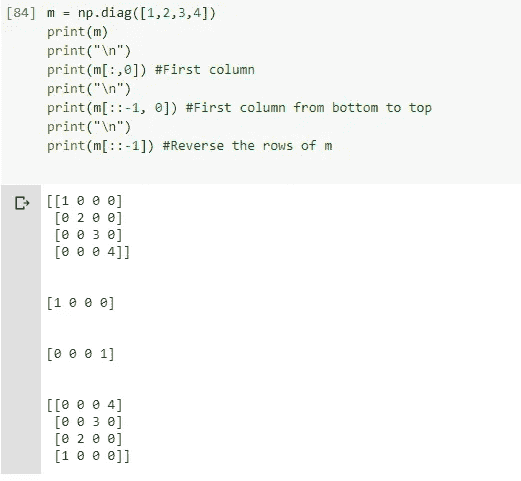 [84] m = np.diag([1,2,3,4])
print(m)
print("\n")
print(m[:,0]) #First column
print("\n")
print(m[::-1, 0]) #First column from bottom to top
print("\n")
print(m[::-1]) #Reverse the rows of m
[[1 0 0 0]
[0 2 0 0]
[0 0 3 0]
[0 0 0 4]]
[1 0 0 0]
[0 0 0 1]
[[0 0 0 4]
[0 0 3 0]
[0 2 0 0]
[1 0 0 0]]